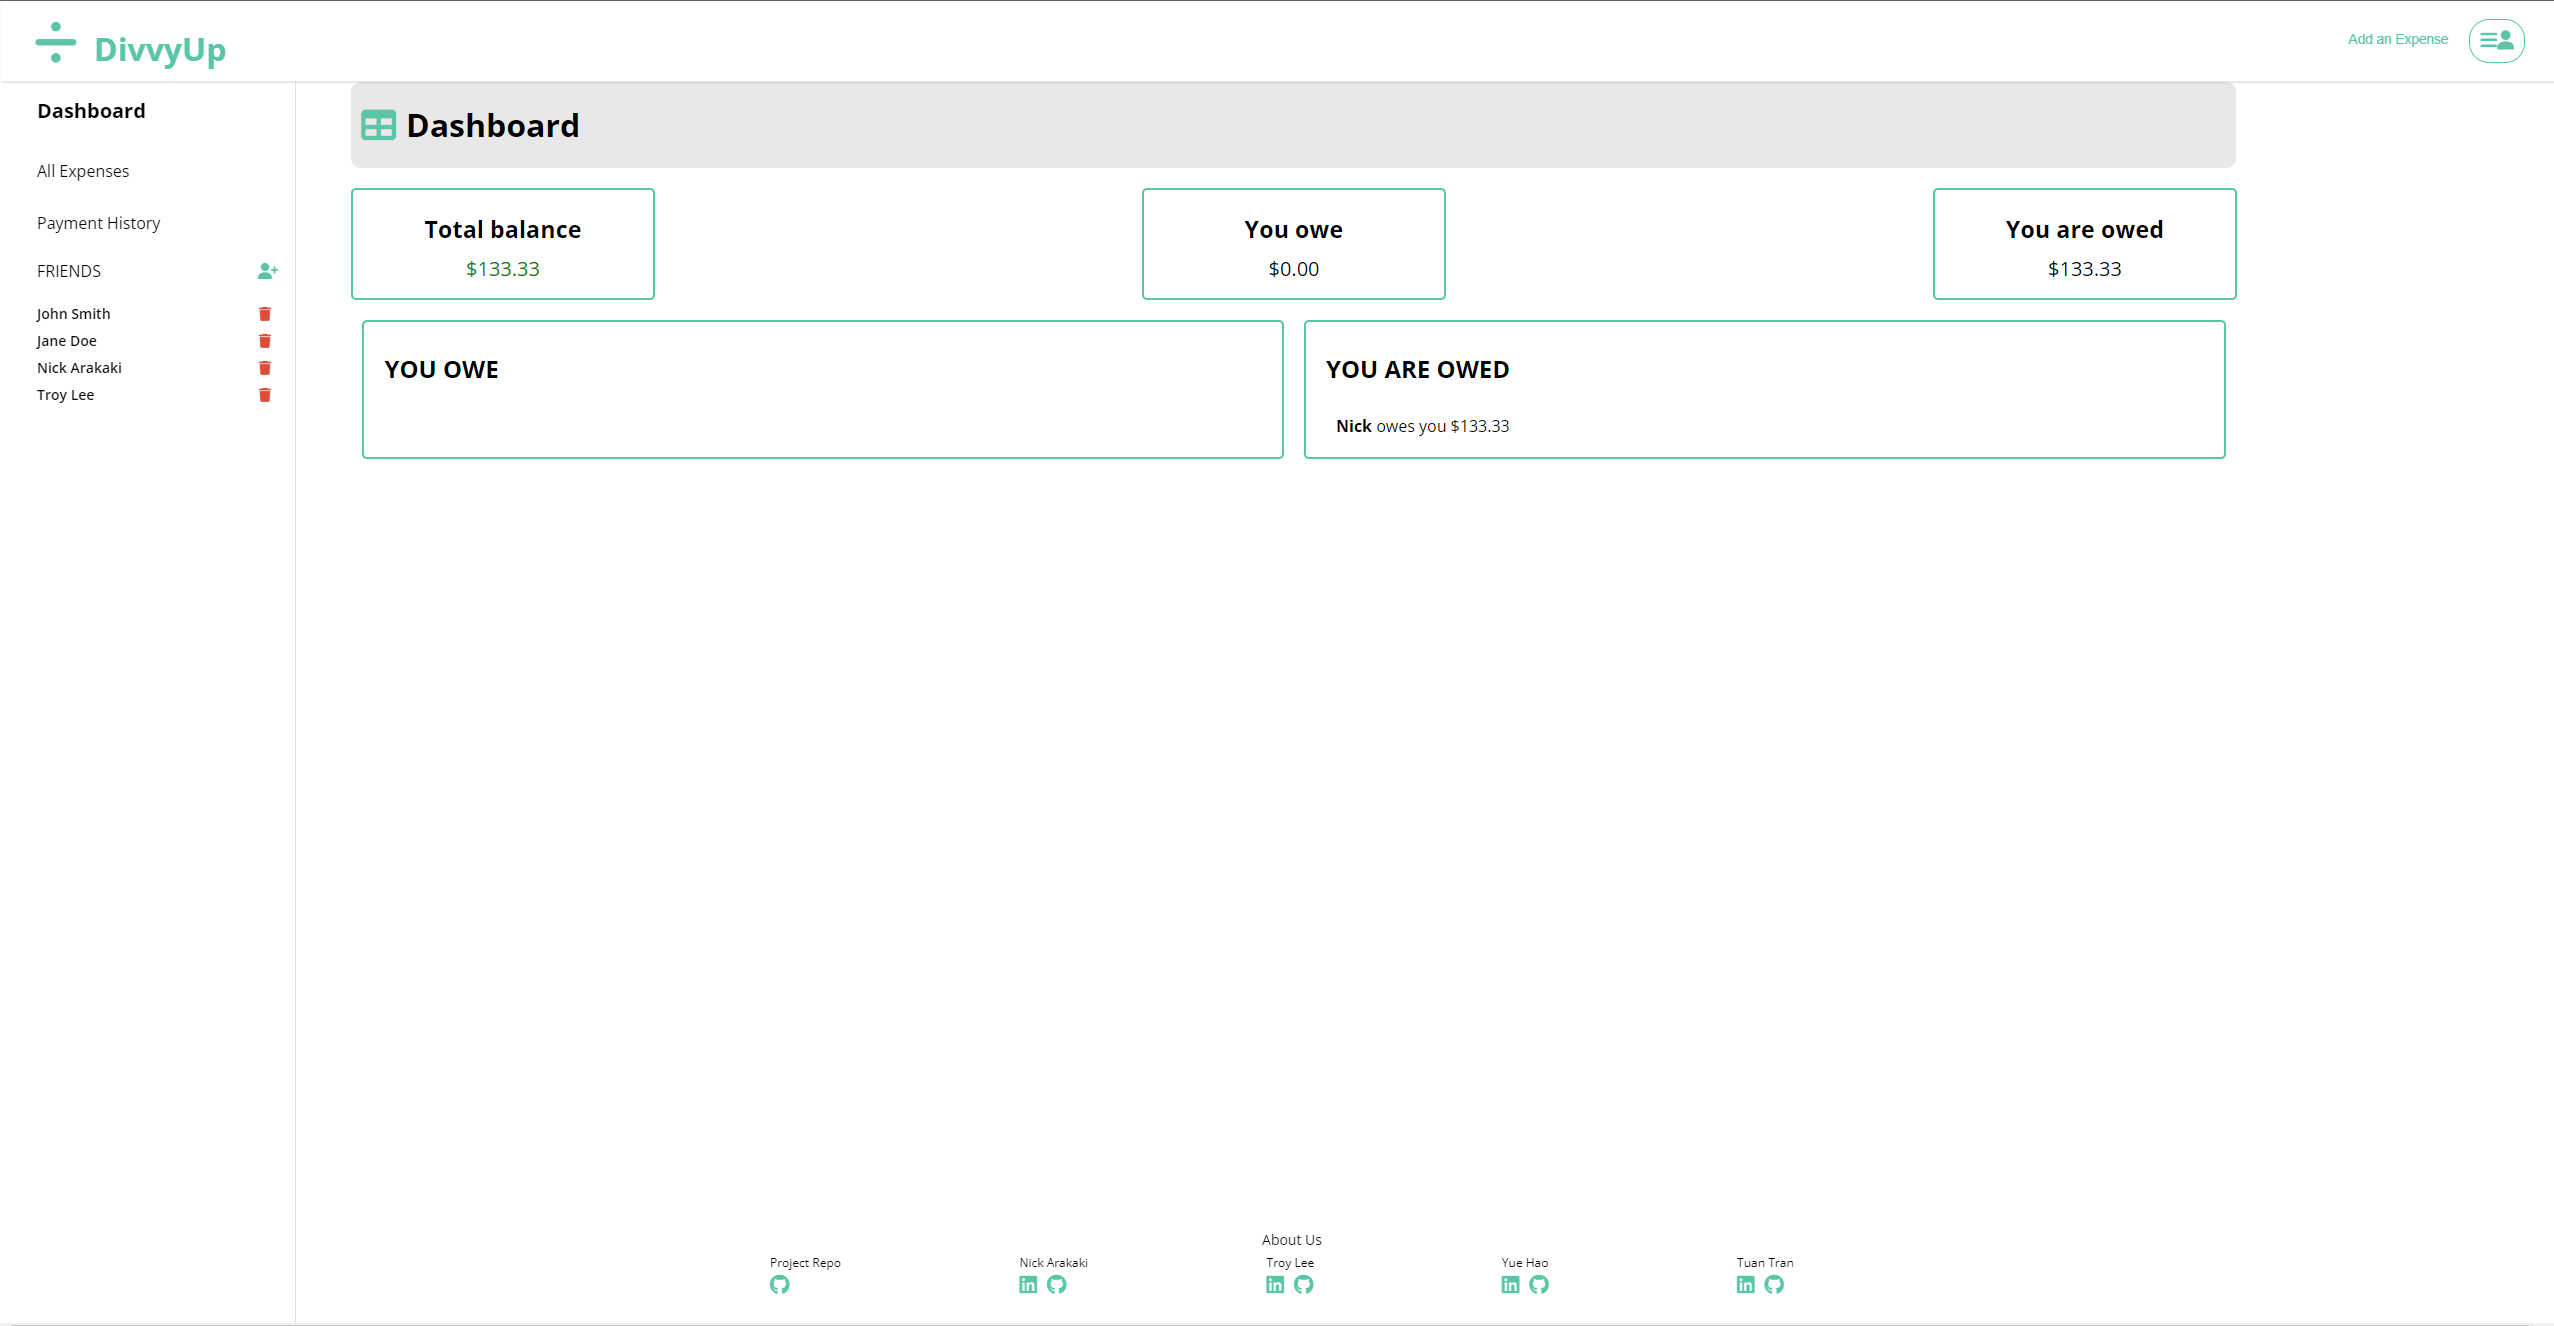 DivvyUp
Add an Expense
Dashboard
All Expenses
Payment History
FRIENDS
John Smith
Jane Doe
Nick Arakaki
Troy Lee
Dashboard
Total balance
$133.33
You owe
$0.00
You are owed
$133.33
YOU OWE
YOU ARE OWED
Nick owes you $133.33
About Us
Project Repo
Nick Arakaki
Troy Lee
Yue Hao
Tuan Tran